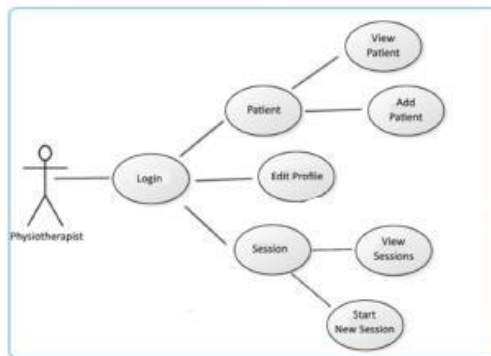 View
Patient
Patient
Add
Patient
Login
Edit Profile
Physiotherapist
Session
View
Sessions
Start
New Session